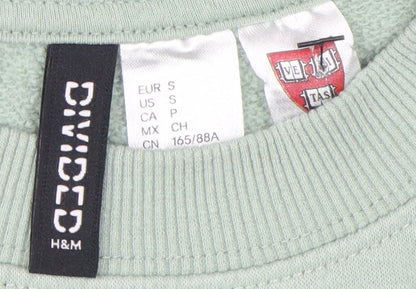 DIVIDED
H&M
EUR S
US S
CA P
MX CH
CN 165/88A
VE RI
TAS